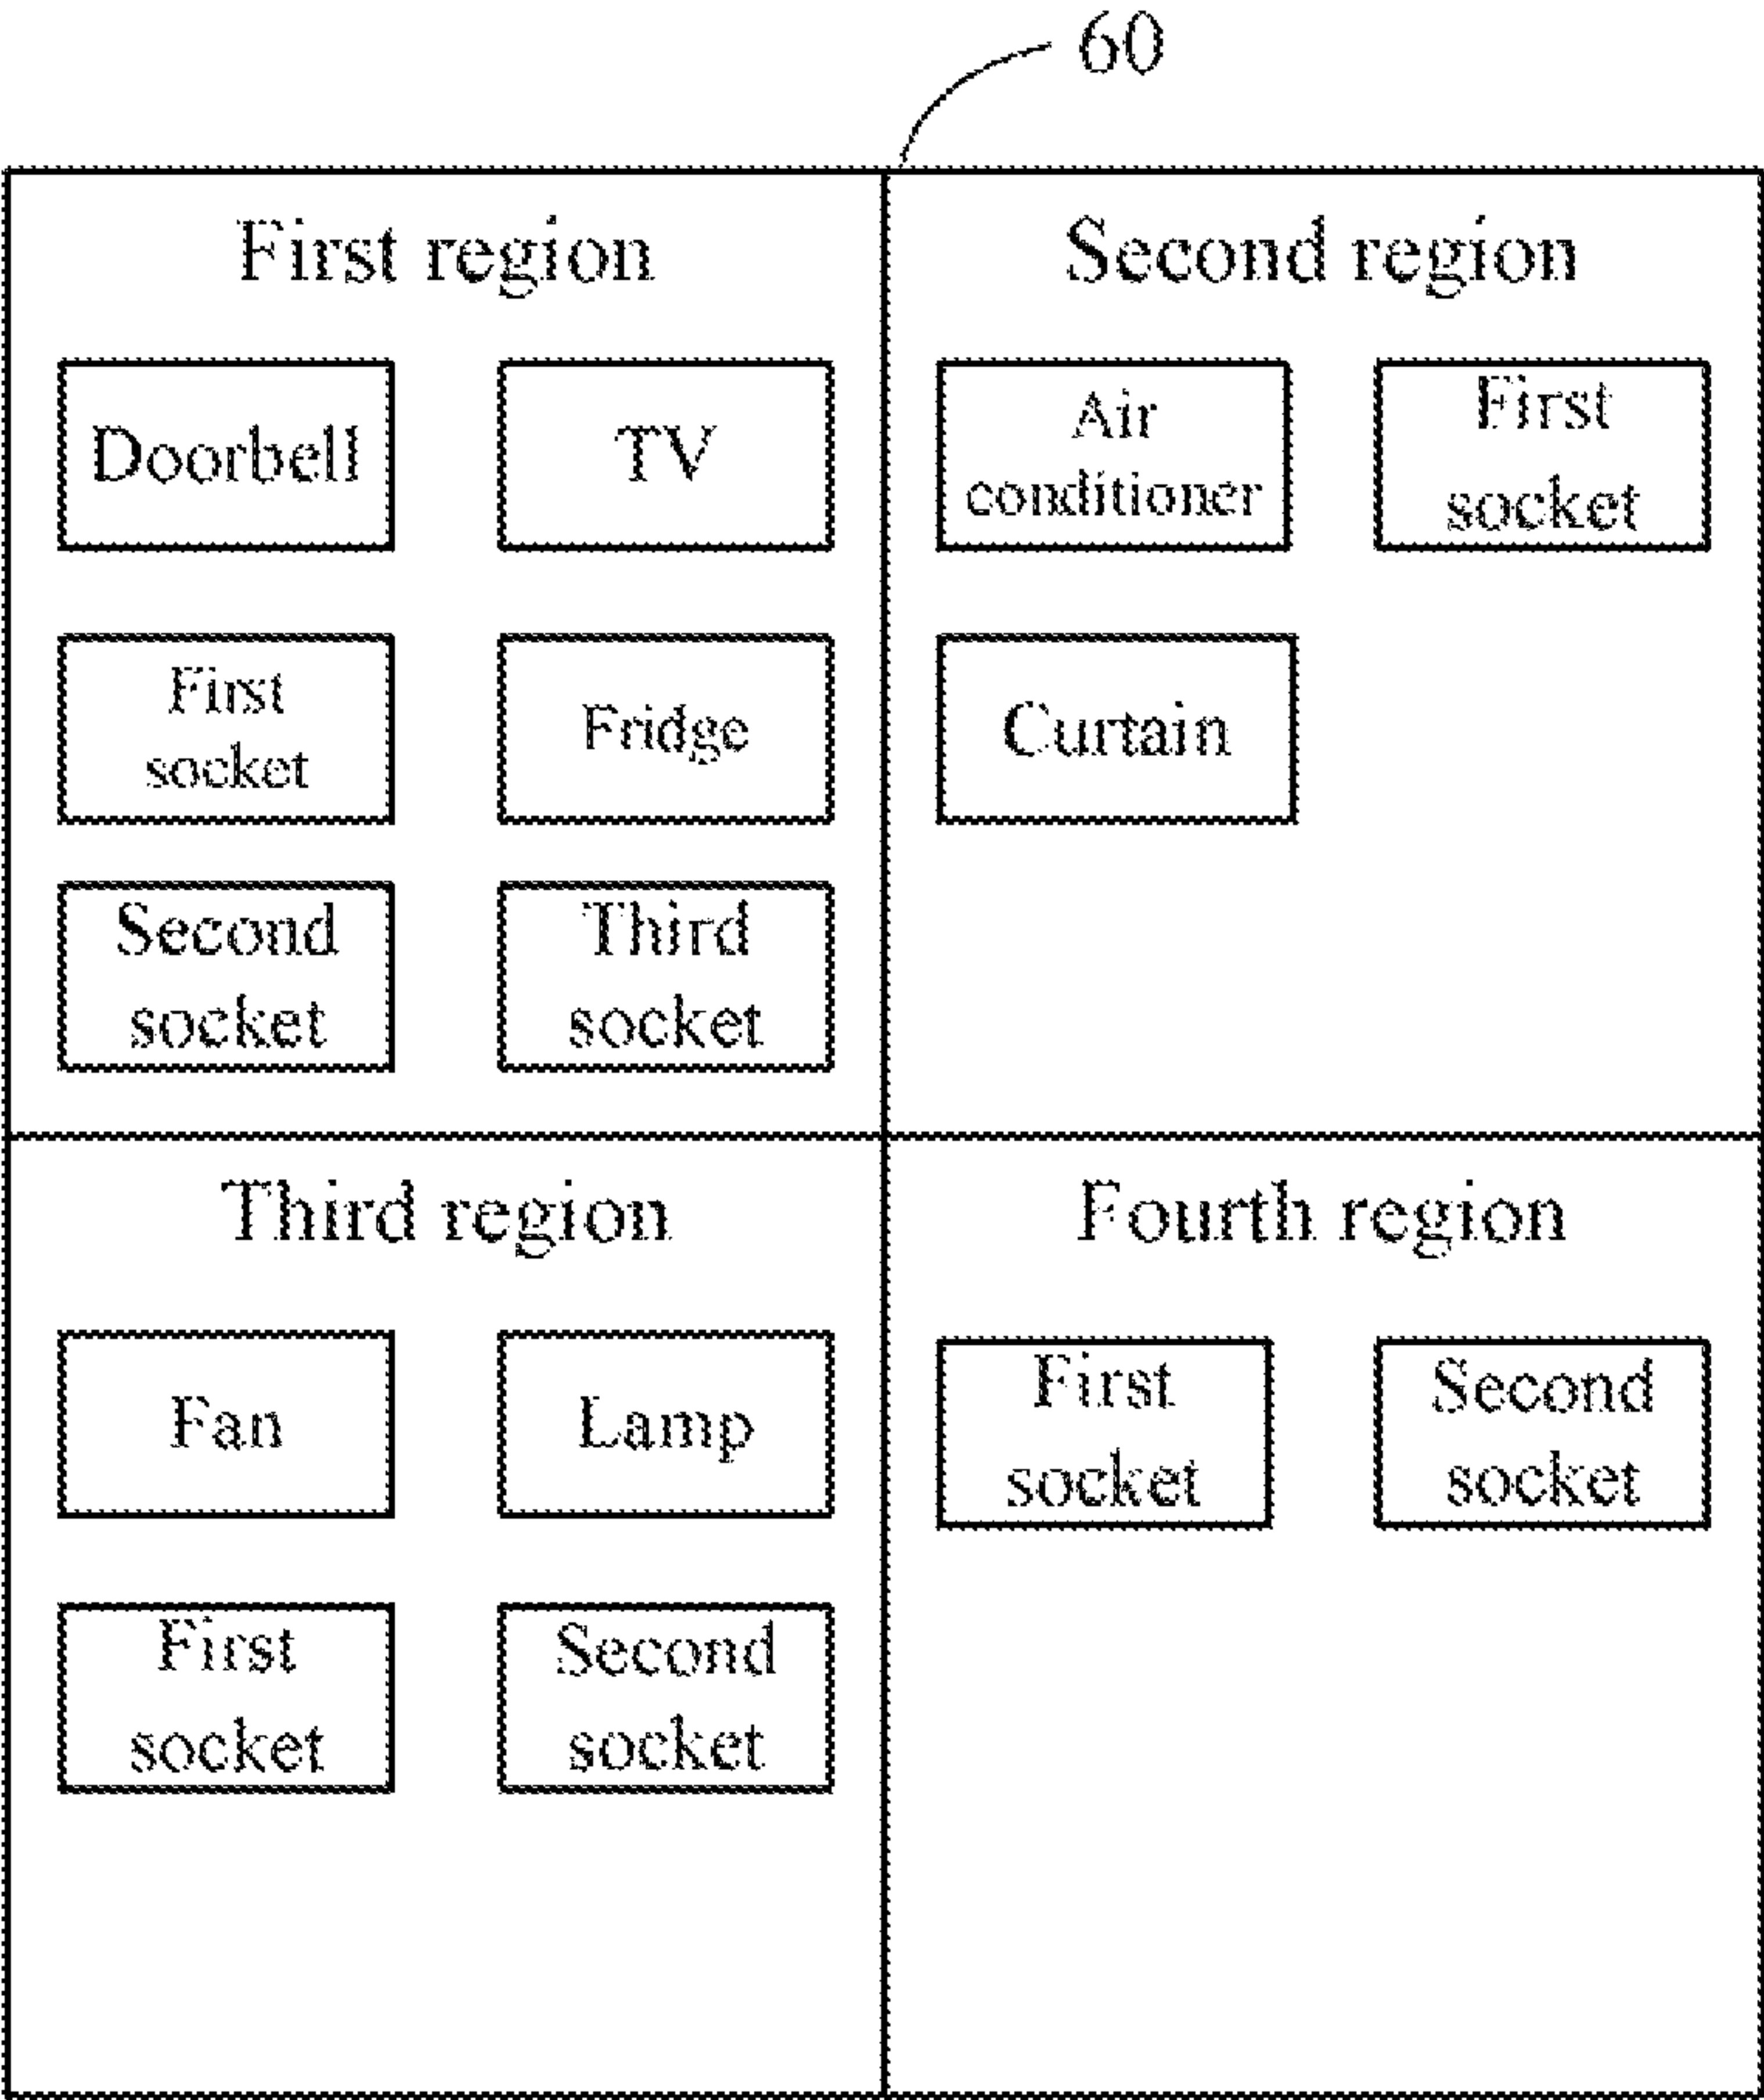 60
First region
Doorbell
TV
First
socket
Fridge
Second
socket
Third
socket
Second region
Air
conditioner
First
socket
Curtain
Third region
Fan
Lamp
First
socket
Second
socket
Fourth region
First
socket
Second
socket